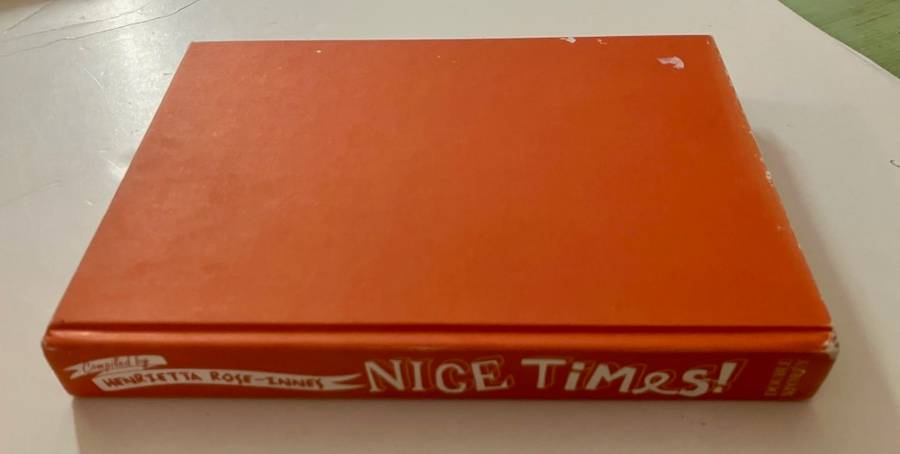 Compiled by
HENRIETTA ROSE-INNES
NICE TiMes!
DOUBLE
STOREY